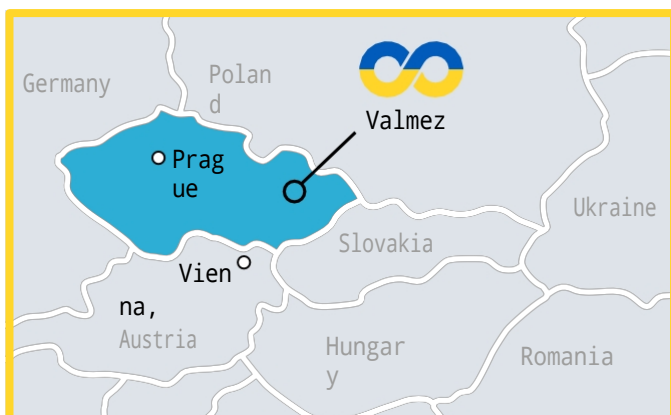 Germany
Polan
d
Valmez
Prag
ue
Ukraine
Slovakia
Vien
na,
Austria
Hungar
y
Romania